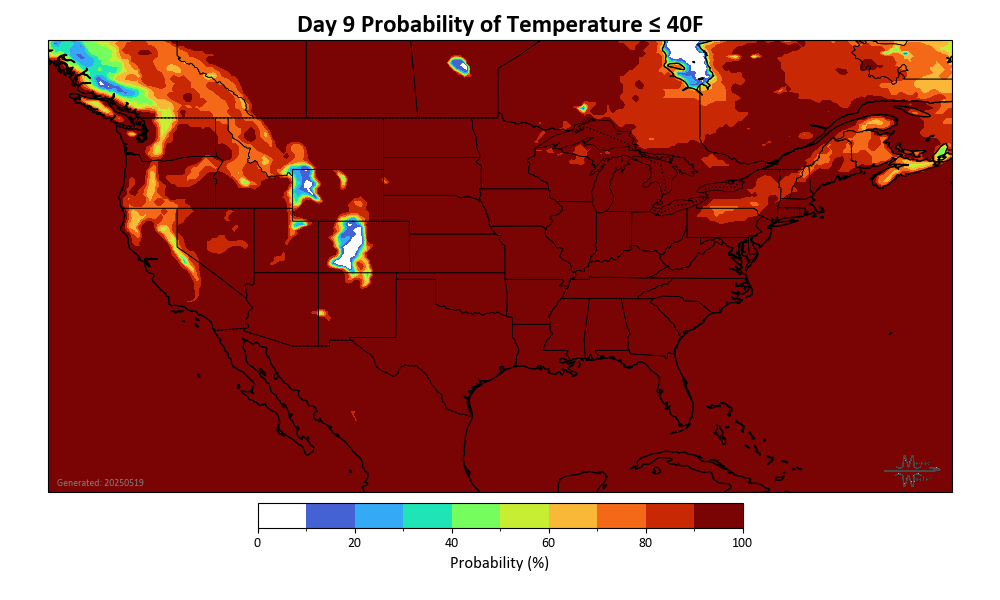 Day 9 Probability of Temperature ≤ 40F
Generated: 20250519
0 20 40 60 80 100
Probability (%)